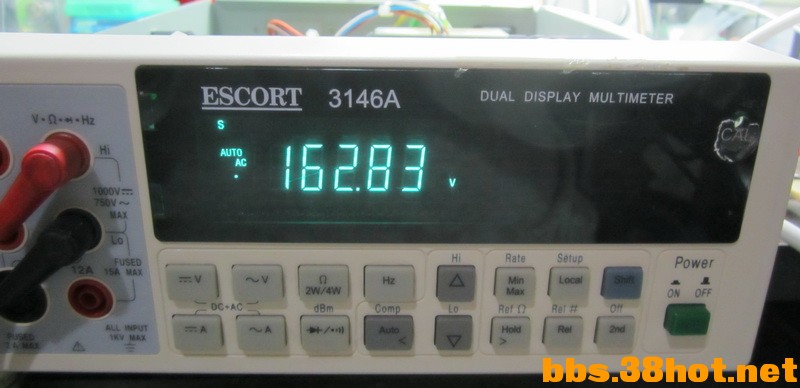 ESCORT 3146A
DUAL DISPLAY MULTIMETER
CAL
S
AUTO
AC
162.83 V
V•Ω•➔•Hz
Hi
1000V⎓
750V~
MAX
Lo
12A
FUSED
15A MAX
ALL INPUT
1KV MAX
Hi
Rate
Setup
Power
⎓V
~V
Ω
2W/4W
Hz
△
Min
Max
Local
Shift
ON OFF
DC+AC
dBm
Comp
Lo
Ref Ω
Rel #
Off
⎓A
~A
Auto
<
▽
Hold
>
Rel
2nd
bbs.38hot.net